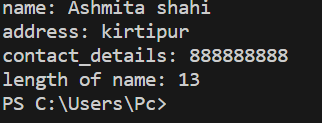 name: Ashmita shahi
address: kirtipur
contact_details: 888888888
length of name: 13
PS C:\Users\Pc>